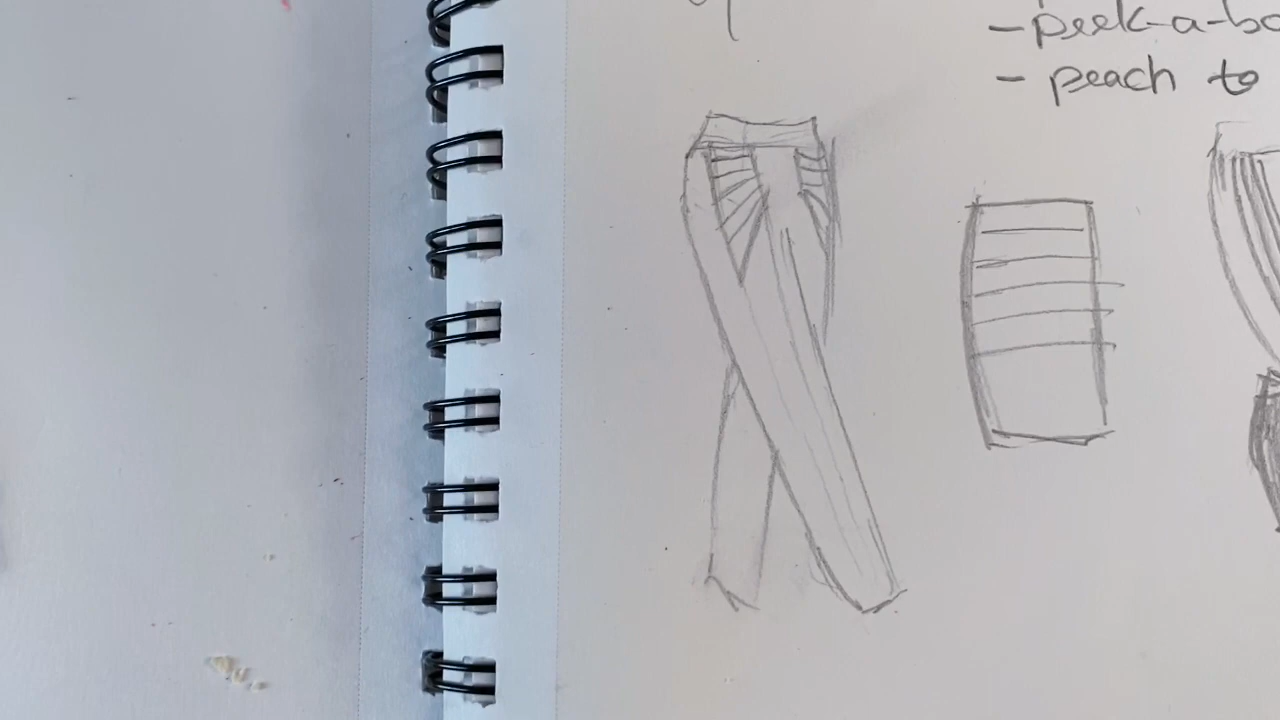 - peek-a-bo
- peach to